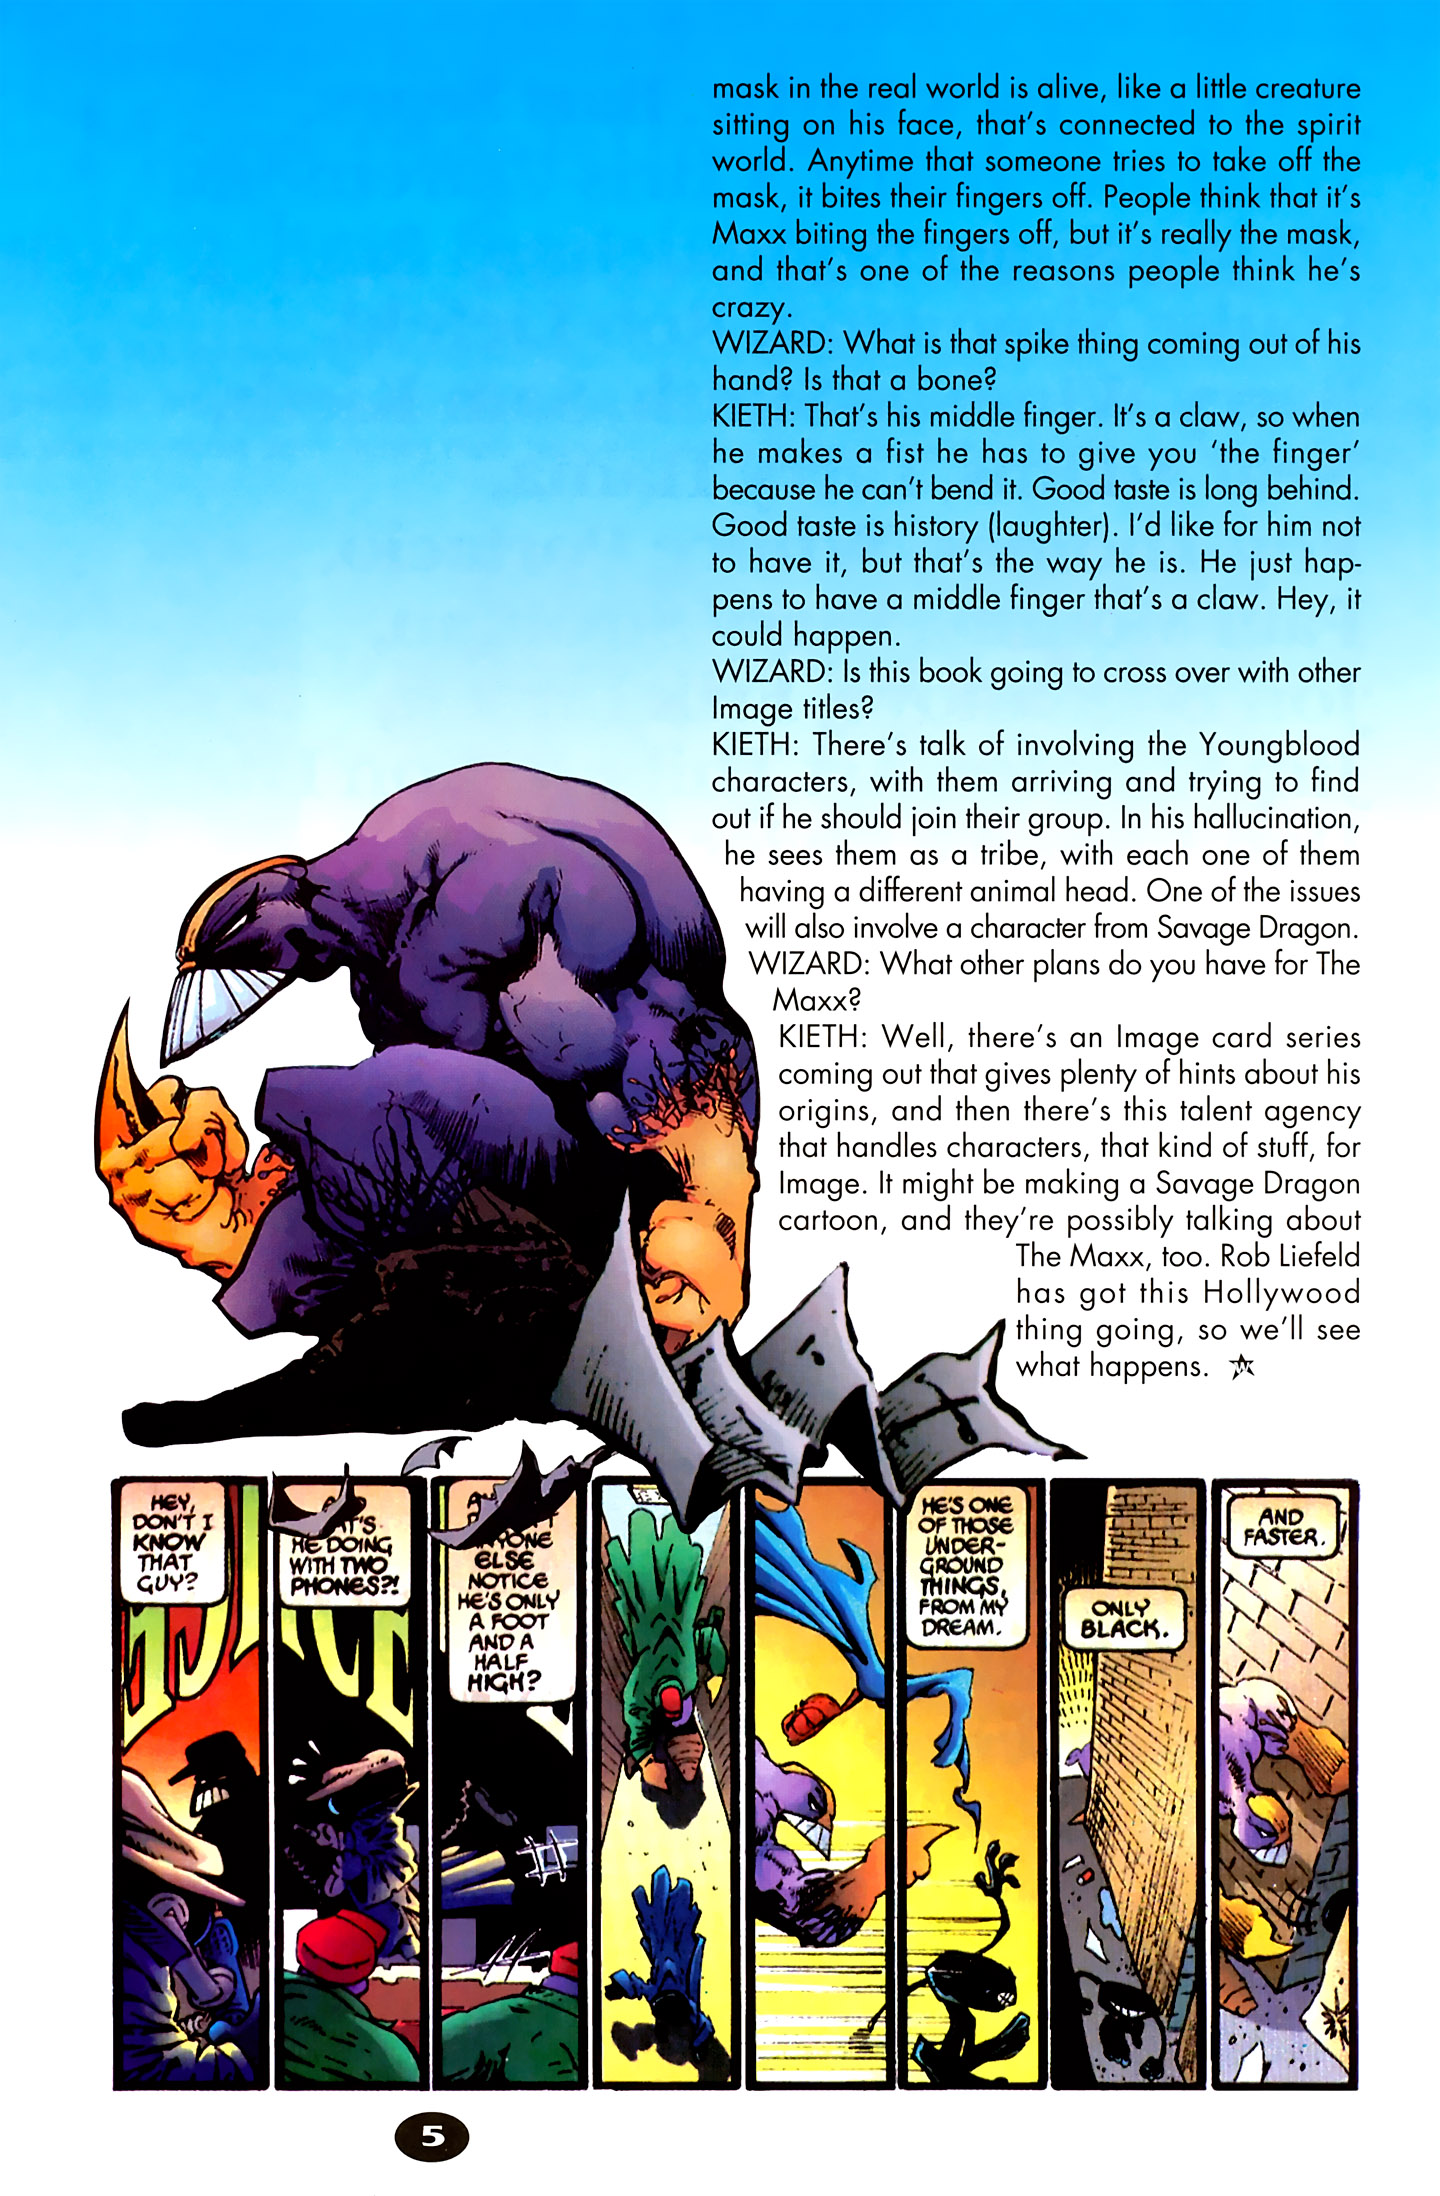 mask in the real world is alive, like a little creature
sitting on his face, that's connected to the spirit
world. Anytime that someone tries to take off the
mask, it bites their fingers off. People think that it's
Maxx biting the fingers off, but it's really the mask,
and that's one of the reasons people think he's
crazy.
WIZARD: What is that spike thing coming out of his
hand? Is that a bone?
KIETH: That's his middle finger. It's a claw, so when
he makes a fist he has to give you ‘the finger’
because he can't bend it. Good taste is long behind.
Good taste is history (laughter). I'd like for him not
to have it, but that's the way he is. He just hap-
pens to have a middle finger that's a claw. Hey, it
could happen.
WIZARD: Is this book going to cross over with other
Image titles?
KIETH: There's talk of involving the Youngblood
characters, with them arriving and trying to find
out if he should join their group. In his hallucination,
he sees them as a tribe, with each one of them
having a different animal head. One of the issues
will also involve a character from Savage Dragon.
WIZARD: What other plans do you have for The
Maxx?
KIETH: Well, there's an Image card series
coming out that gives plenty of hints about his
origins, and then there's this talent agency
that handles characters, that kind of stuff, for
Image. It might be making a Savage Dragon
cartoon, and they're possibly talking about
The Maxx, too. Rob Liefeld
has got this Hollywood
thing going, so we'll see
what happens. W
HEY,
DON'T I
KNOW
THAT
GUY?
HE DOING
WITH TWO
PHONES?!
ELSE
NOTICE
HE'S ONLY
A FOOT
AND A
HALF
HIGH?
HE'S ONE
OF THOSE
UNDER-
GROUND
THINGS,
FROM MY
DREAM.
ONLY
BLACK.
AND
FASTER.
5